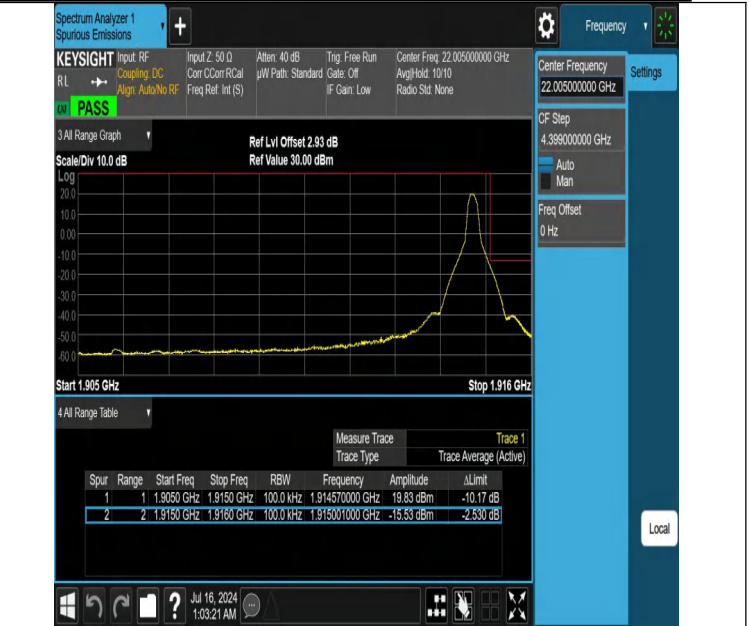 Spectrum Analyzer 1
Spurious Emissions
+
Frequency
KEYSIGHT
RL
PASS
Input: RF
Coupling: DC
Align: Auto/No RF
Input Z: 50 Ω
Corr CCorr RCal
Freq Ref: Int (S)
Atten: 40 dB
µW Path: Standard
Trig: Free Run
Gate: Off
IF Gain: Low
Center Freq: 22.005000000 GHz
Avg|Hold: 10/10
Radio Std: None
Center Frequency
22.005000000 GHz
Settings
CF Step
4.399000000 GHz
Auto
Man
Freq Offset
0 Hz
3 All Range Graph
Scale/Div 10.0 dB
Ref Lvl Offset 2.93 dB
Ref Value 30.00 dBm
Log
20.0
10.0
0.00
-10.0
-20.0
-30.0
-40.0
-50.0
-60.0
Start 1.905 GHz
Stop 1.916 GHz
4 All Range Table
Measure Trace Trace 1
Trace Type Trace Average (Active)
Spur Range Start Freq Stop Freq RBW Frequency Amplitude ΔLimit
1 1 1.9050 GHz 1.9150 GHz 100.0 kHz 1.914570000 GHz 19.83 dBm -10.17 dB
2 2 1.9150 GHz 1.9160 GHz 100.0 kHz 1.915001000 GHz -15.53 dBm -2.530 dB
Local
?
Jul 16, 2024
1:03:21 AM